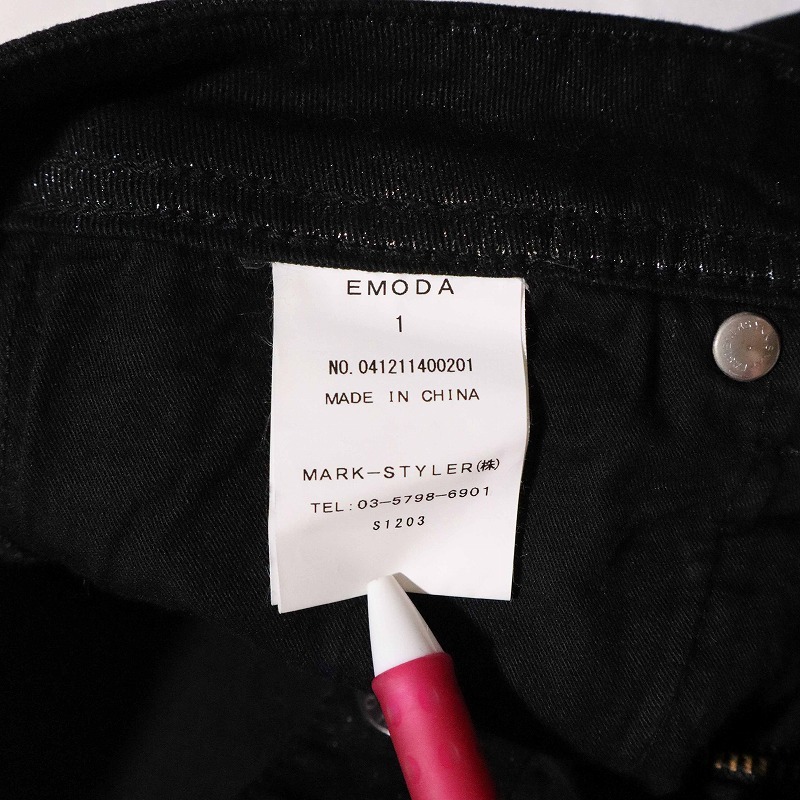 EMODA
1
NO. 041211400201
MADE IN CHINA
MARK-STYLER(株)
TEL:03-5798-6901
S1203